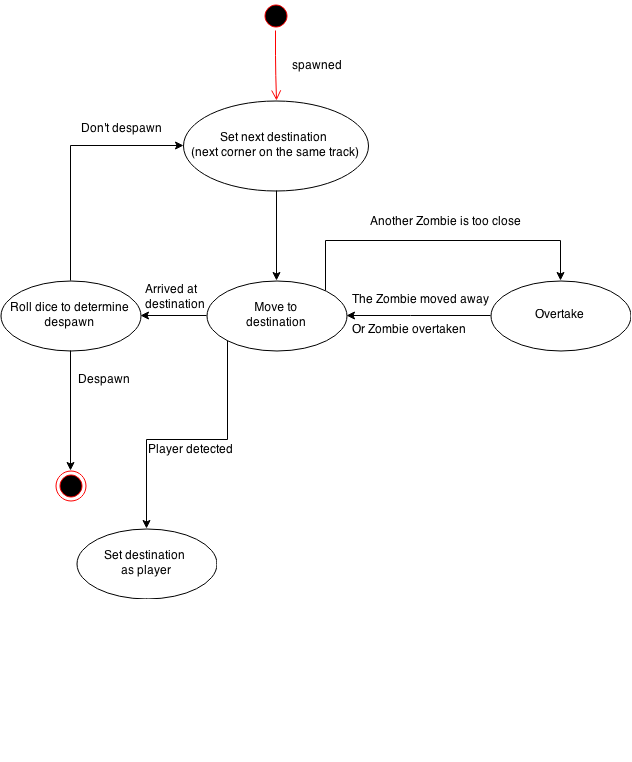 spawned
Don't despawn
Set next destination
(next corner on the same track)
Another Zombie is too close
Arrived at
destination
Roll dice to determine
despawn
Move to
destination
The Zombie moved away
Or Zombie overtaken
Overtake
Despawn
Player detected
Set destination
as player